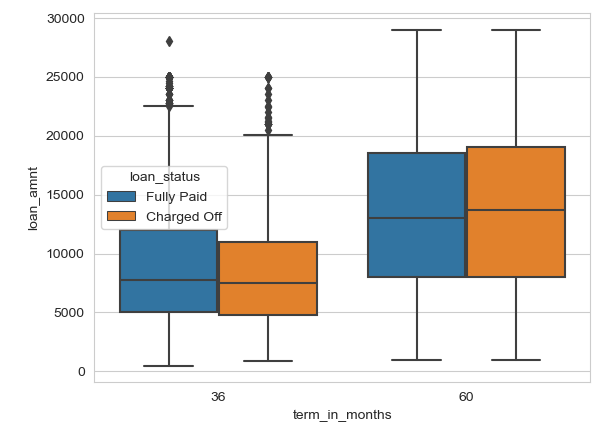 30000
25000
20000
15000
10000
5000
0
loan_amnt
loan_status
Fully Paid
Charged Off
36
60
term_in_months